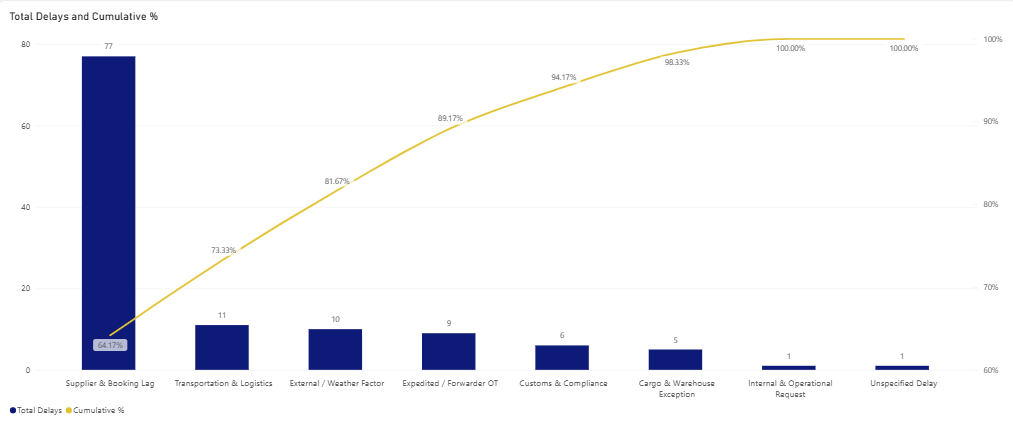 Total Delays and Cumulative %
80
60
40
20
0
100%
90%
80%
70%
60%
77
11
10
9
6
5
1
1
64.17%
73.33%
81.67%
89.17%
94.17%
98.33%
100.00%
100.00%
Supplier & Booking Lag
Transportation & Logistics
External / Weather Factor
Expedited / Forwarder OT
Customs & Compliance
Cargo & Warehouse
Exception
Internal & Operational
Request
Unspecified Delay
Total Delays Cumulative %